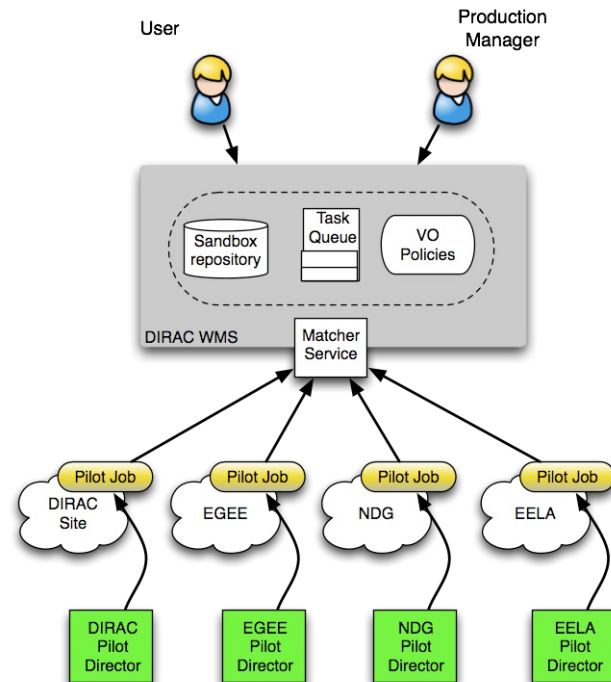 User
Production
Manager
Sandbox
repository
Task
Queue
VO
Policies
DIRAC WMS
Matcher
Service
Pilot Job
Pilot Job
Pilot Job
Pilot Job
DIRAC
Site
EGEE
NDG
EELA
DIRAC
Pilot
Director
EGEE
Pilot
Director
NDG
Pilot
Director
EELA
Pilot
Director